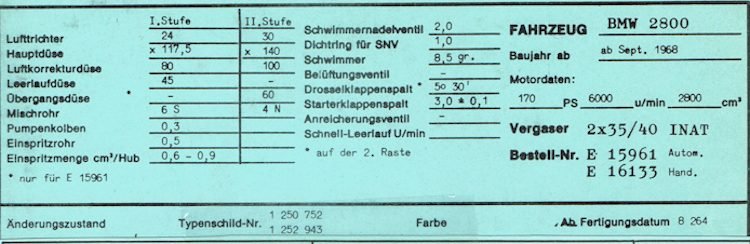 I.Stufe II.Stufe
Lufttrichter 24 30
Hauptdüse x 117,5 x 140
Luftkorrekturdüse 80 100
Leerlaufdüse 45 -
Übergangsdüse * - 60
Mischrohr 6 S 4 N
Pumpenkolben 0,3
Einspritzrohr 0,5
Einspritzmenge cm³/Hub 0,6 - 0,9
* nur für E 15961
Schwimmernadelventil 2,0
Dichtring für SNV 1,0
Schwimmer 8,5 gr.
Belüftungsventil -
Drosselklappenspalt * 5o 30'
Starterklappenspalt 3,0 ± 0,1
Anreicherungsventil -
Schnell-Leerlauf U/min
* auf der 2. Raste
FAHRZEUG BMW 2800
Baujahr ab ab Sept. 1968
Motordaten:
170 PS 6000 u/min 2800 cm³
Vergaser 2x35/40 INAT
Bestell-Nr. E 15961 Autom.
E 16133 Hand.
Änderungszustand Typenschild-Nr. 1 250 752 Farbe Ab Fertigungsdatum 8 264
1 252 943